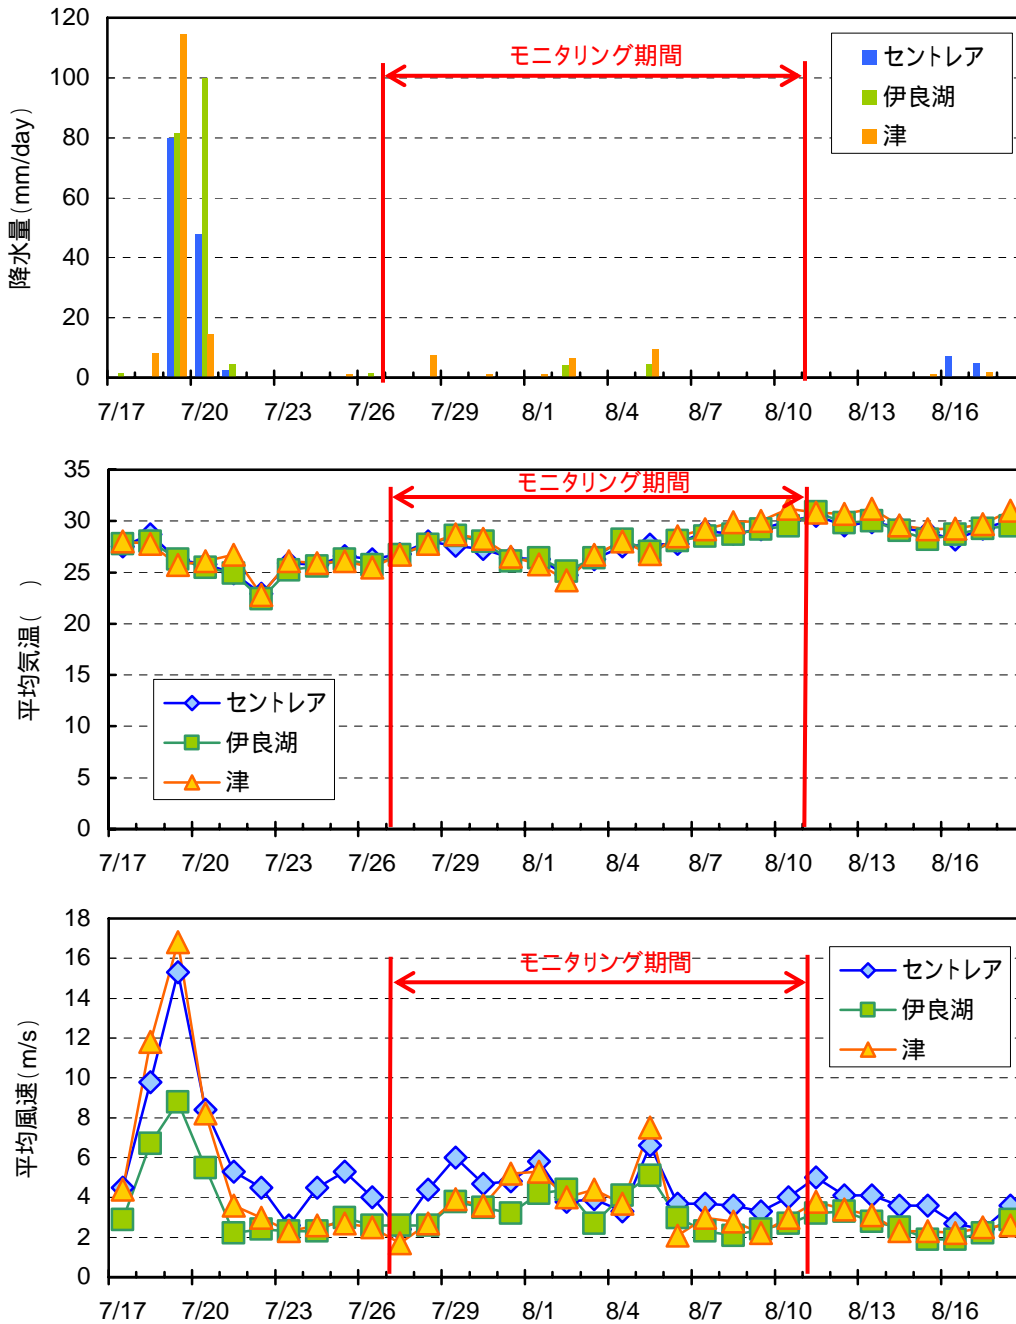 降水量(mm/day)
120
100
80
60
40
20
0
モニタリング期間
セントレア
伊良湖
津
7/17 7/20 7/23 7/26 7/29 8/1 8/4 8/7 8/10 8/13 8/16
平均気温( )
35
30
25
20
15
10
5
0
モニタリング期間
セントレア
伊良湖
津
7/17 7/20 7/23 7/26 7/29 8/1 8/4 8/7 8/10 8/13 8/16
平均風速(m/s)
18
16
14
12
10
8
6
4
2
0
モニタリング期間
セントレア
伊良湖
津
7/17 7/20 7/23 7/26 7/29 8/1 8/4 8/7 8/10 8/13 8/16